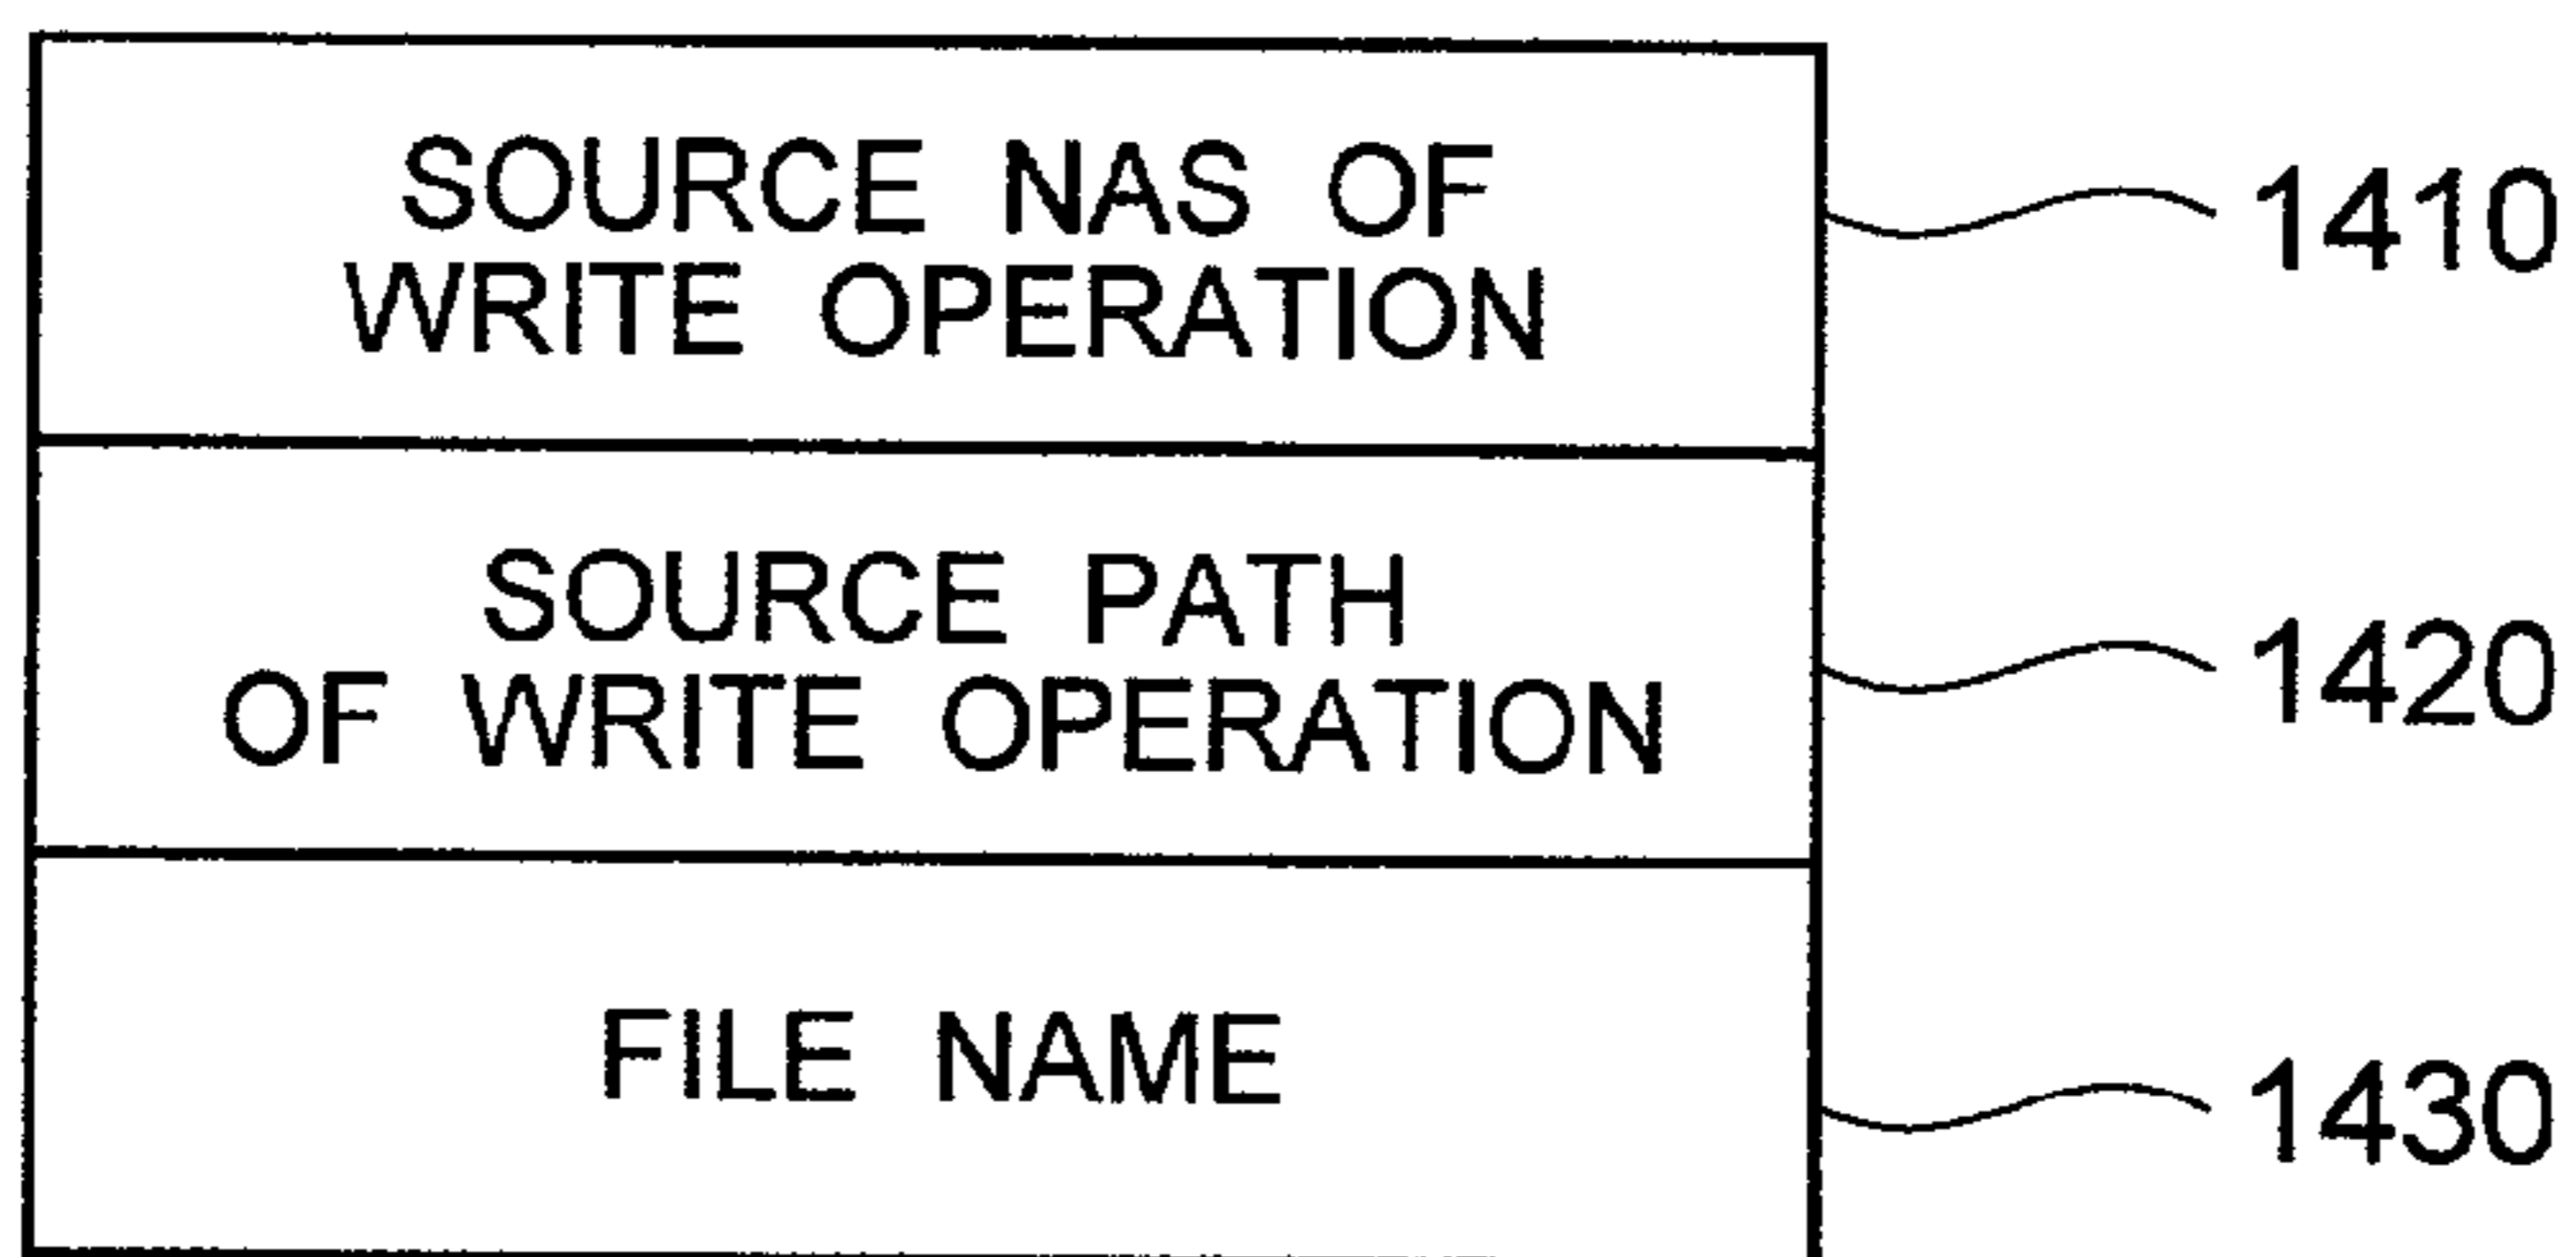 SOURCE NAS OF
WRITE OPERATION
1410
SOURCE PATH
OF WRITE OPERATION
1420
FILE NAME
1430